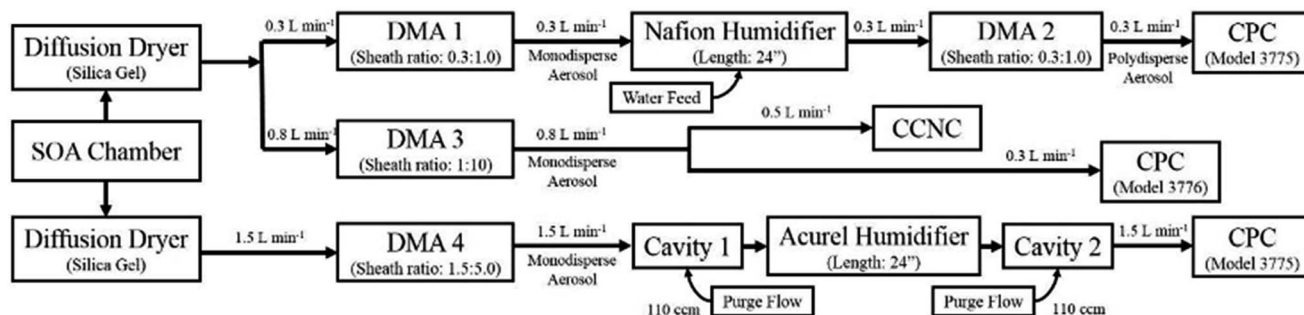 0.3 L min⁻¹
DMA 1
(Sheath ratio: 0.3:1.0)
0.3 L min⁻¹
Monodisperse
Aerosol
Nafion Humidifier
(Length: 24”)
Water Feed
0.3 L min⁻¹
DMA 2
(Sheath ratio: 0.3:1.0)
0.3 L min⁻¹
Polydisperse
Aerosol
CPC
(Model 3775)
Diffusion Dryer
(Silica Gel)
SOA Chamber
0.8 L min⁻¹
DMA 3
(Sheath ratio: 1:10)
0.8 L min⁻¹
Monodisperse
Aerosol
0.5 L min⁻¹
CCNC
0.3 L min⁻¹
CPC
(Model 3776)
Diffusion Dryer
(Silica Gel)
1.5 L min⁻¹
DMA 4
(Sheath ratio: 1.5:5.0)
1.5 L min⁻¹
Monodisperse
Aerosol
Cavity 1
110 ccm
Purge Flow
Acurel Humidifier
(Length: 24”)
Cavity 2
Purge Flow
110 ccm
1.5 L min⁻¹
CPC
(Model 3775)